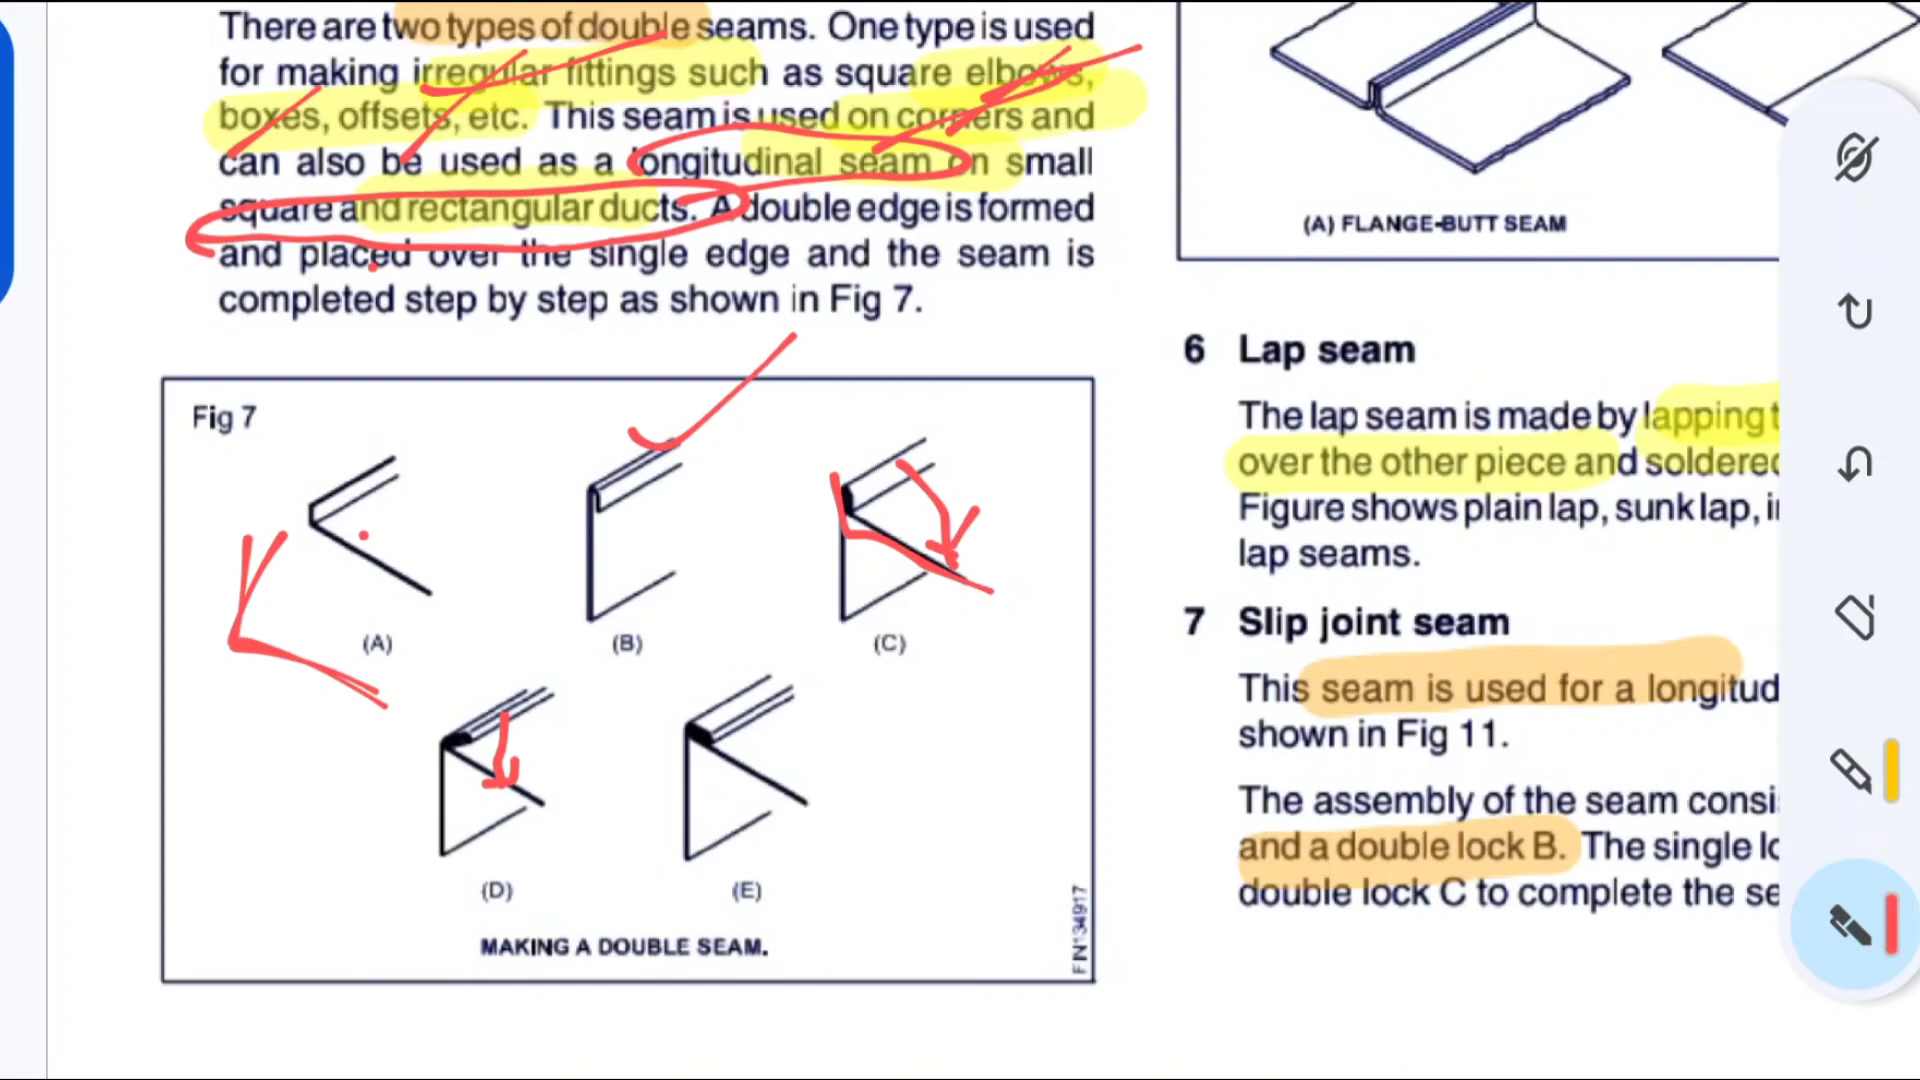 There are two types of double seams. One type is used
for making irregular fittings such as square elbows,
boxes, offsets, etc. This seam is used on corners and
can also be used as a longitudinal seam on small
square and rectangular ducts. A double edge is formed
and placed over the single edge and the seam is
completed step by step as shown in Fig 7.
Fig 7
(A)
(B)
(C)
(D)
(E)
MAKING A DOUBLE SEAM.
FN134917
(A) FLANGE-BUTT SEAM
6 Lap seam
The lap seam is made by lapping
over the other piece and soldered
Figure shows plain lap, sunk lap,
lap seams.
7 Slip joint seam
This seam is used for a longitud
shown in Fig 11.
The assembly of the seam consi
and a double lock B. The single
double lock C to complete the